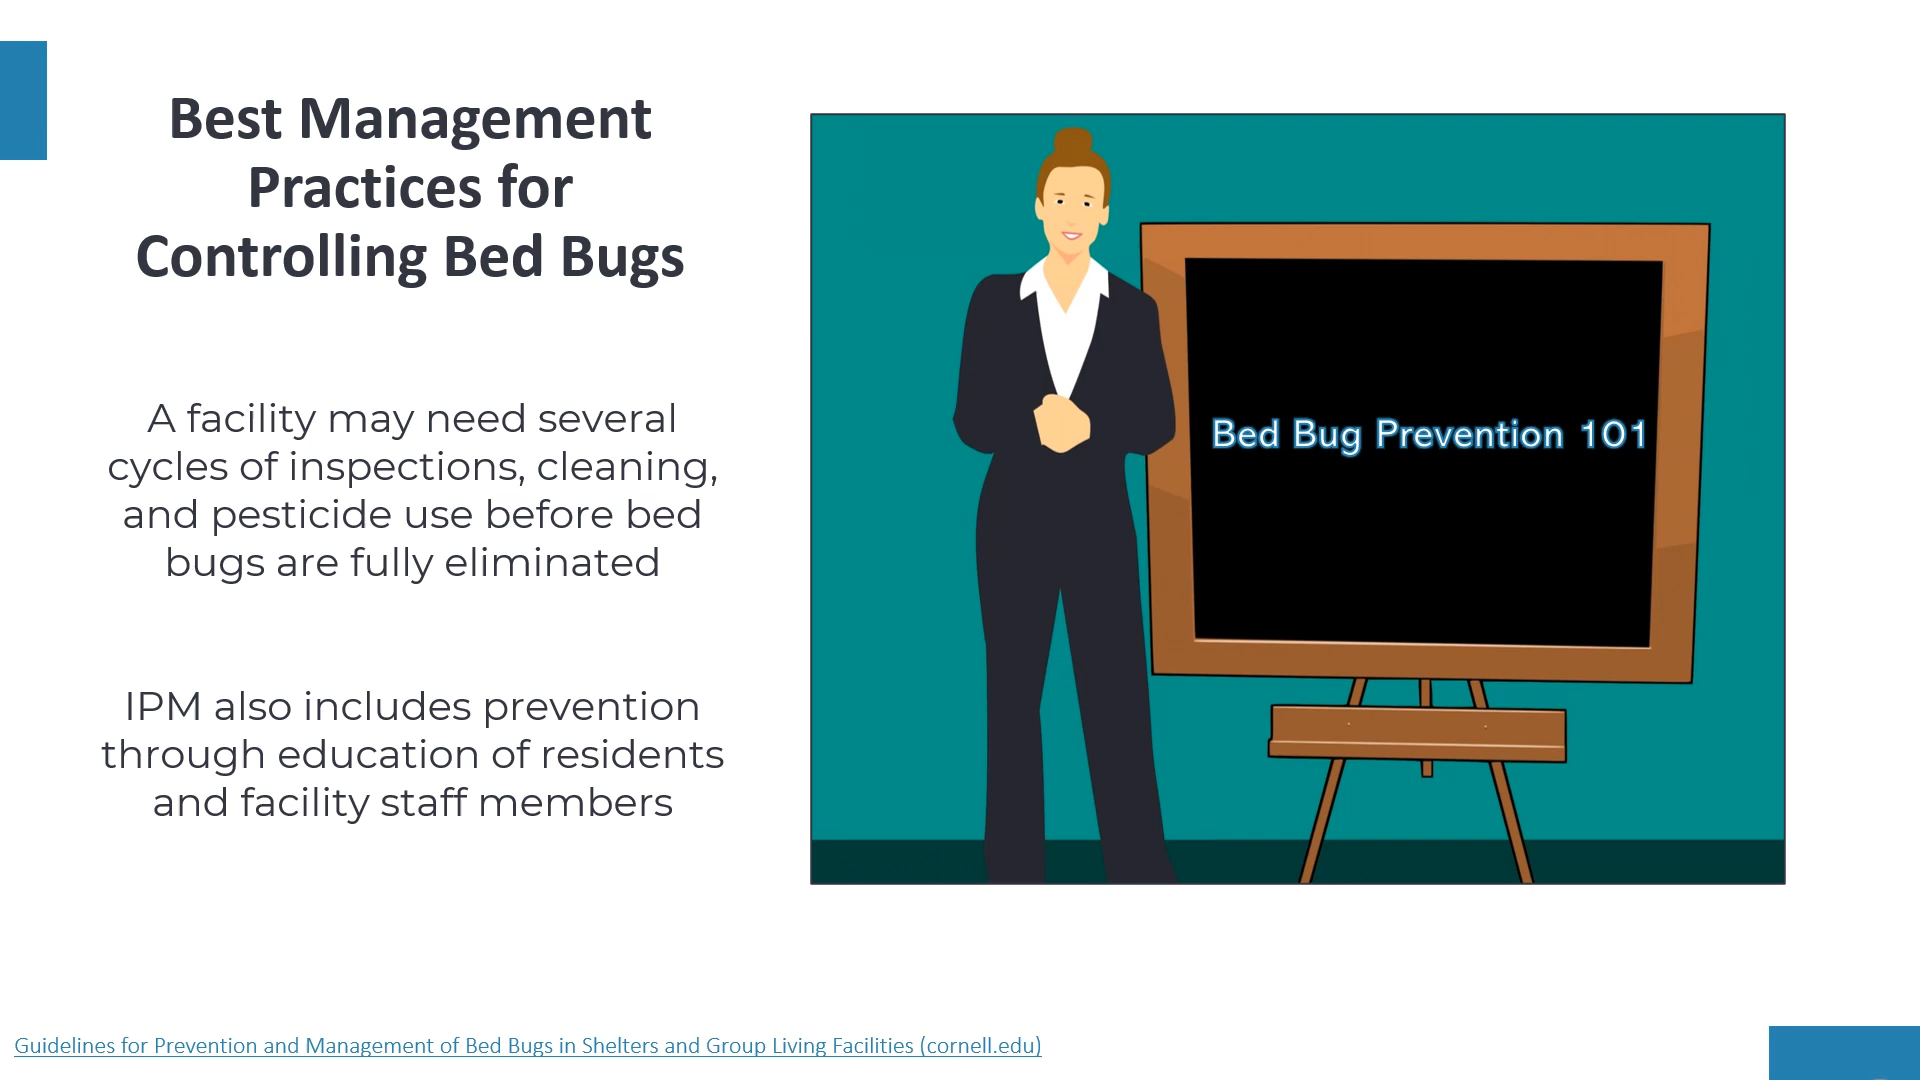 Best Management
Practices for
Controlling Bed Bugs
A facility may need several
cycles of inspections, cleaning,
and pesticide use before bed
bugs are fully eliminated
IPM also includes prevention
through education of residents
and facility staff members
Bed Bug Prevention 101
Guidelines for Prevention and Management of Bed Bugs in Shelters and Group Living Facilities (cornell.edu)